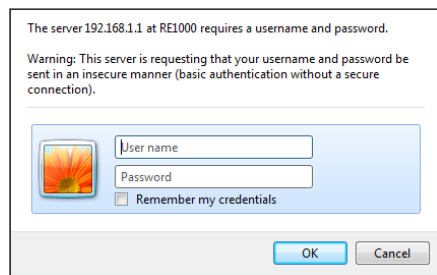 The server 192.168.1.1 at RE1000 requires a username and password.
Warning: This server is requesting that your username and password be
sent in an insecure manner (basic authentication without a secure
connection).
User name
Password
Remember my credentials
OK
Cancel